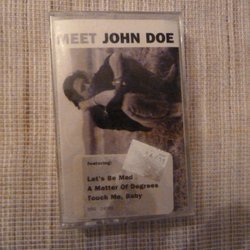 MEET JOHN DOE
featuring:
Let's Be Mad
A Matter Of Degrees
Touch Me, Baby